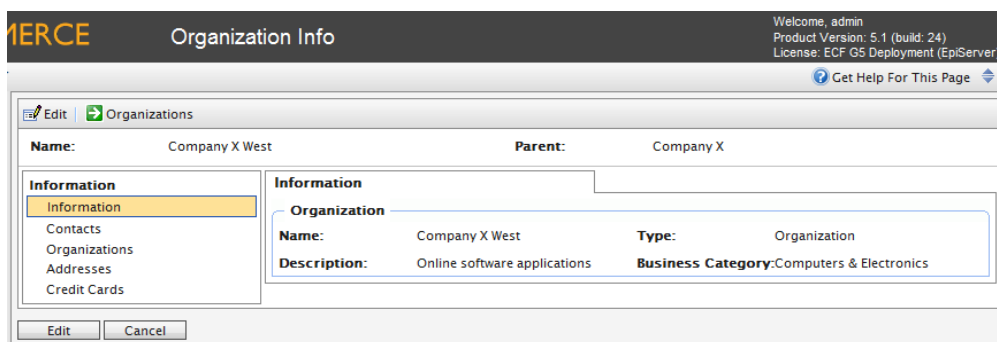 MERCE
Organization Info
Welcome, admin
Product Version: 5.1 (build: 24)
License: ECF G5 Deployment (EpiServer
Get Help For This Page
Edit Organizations
Name: Company X West Parent: Company X
Information
Information
Contacts
Organizations
Addresses
Credit Cards
Information
Organization
Name: Company X West Type: Organization
Description: Online software applications Business Category:Computers & Electronics
Edit Cancel